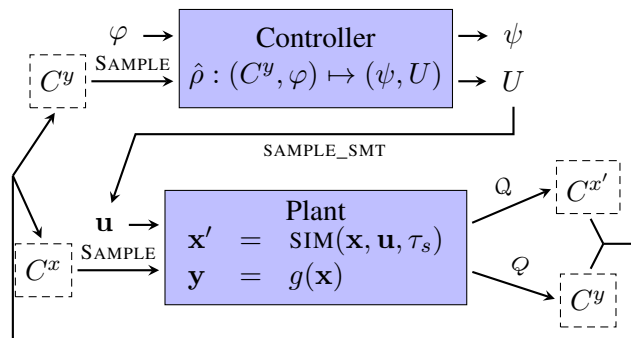 φ
Controller
ψ
C^y
SAMPLE
ρ̂ : (C^y, φ) ↦ (ψ, U)
U
SAMPLE_SMT
u
Plant
Q
C^x'
SAMPLE
x' = SIM(x, u, τ_s)
C^x
y = g(x)
Q
C^y